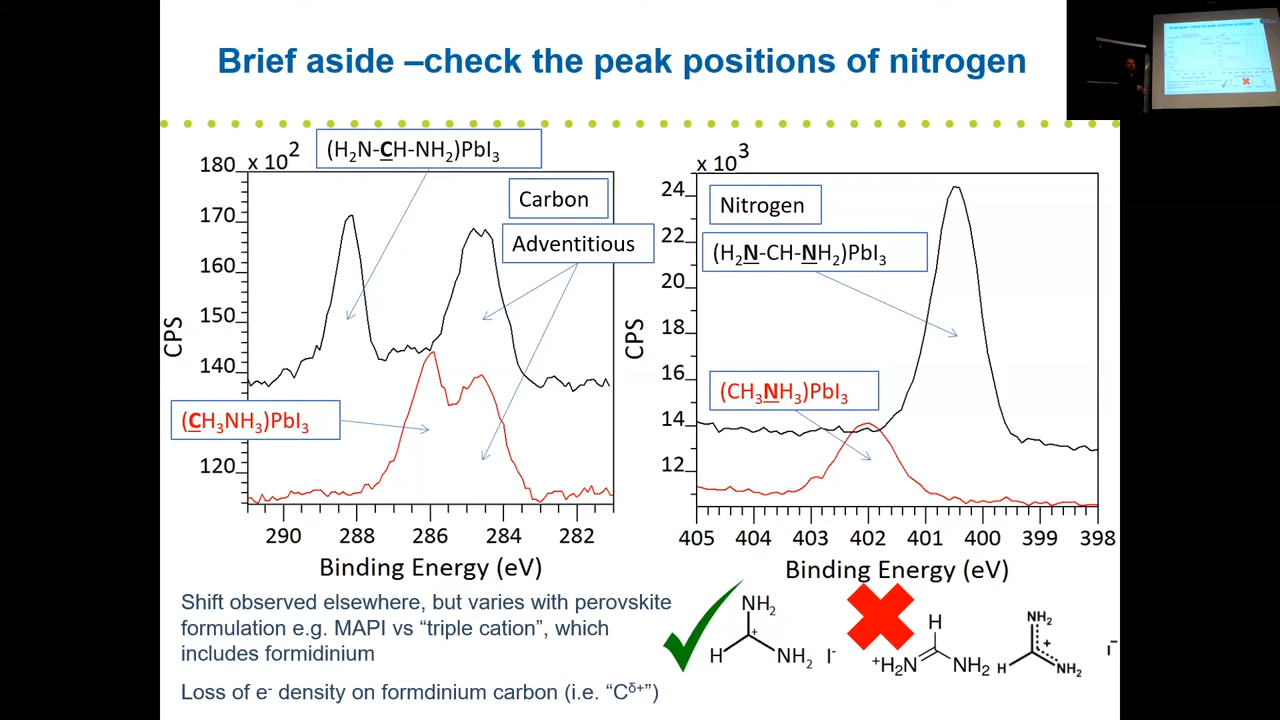 Brief aside –check the peak positions of nitrogen
(H₂N-CH-NH₂)PbI₃
x 10²
180
170
160
150
140
120
CPS
Carbon
Adventitious
(CH₃NH₃)PbI₃
290 288 286 284 282
Binding Energy (eV)
x 10³
24
22
20
18
16
14
12
CPS
Nitrogen
(H₂N-CH-NH₂)PbI₃
(CH₃NH₃)PbI₃
405 404 403 402 401 400 399 398
Binding Energy (eV)
Shift observed elsewhere, but varies with perovskite
formulation e.g. MAPI vs “triple cation”, which
includes formidinium
Loss of e⁻ density on formdinium carbon (i.e. “Cᵟ⁺”)
NH₂
+
H
NH₂
I⁻
H
⁺H₂N
NH₂
NH₂
+
H
NH₂
I⁻